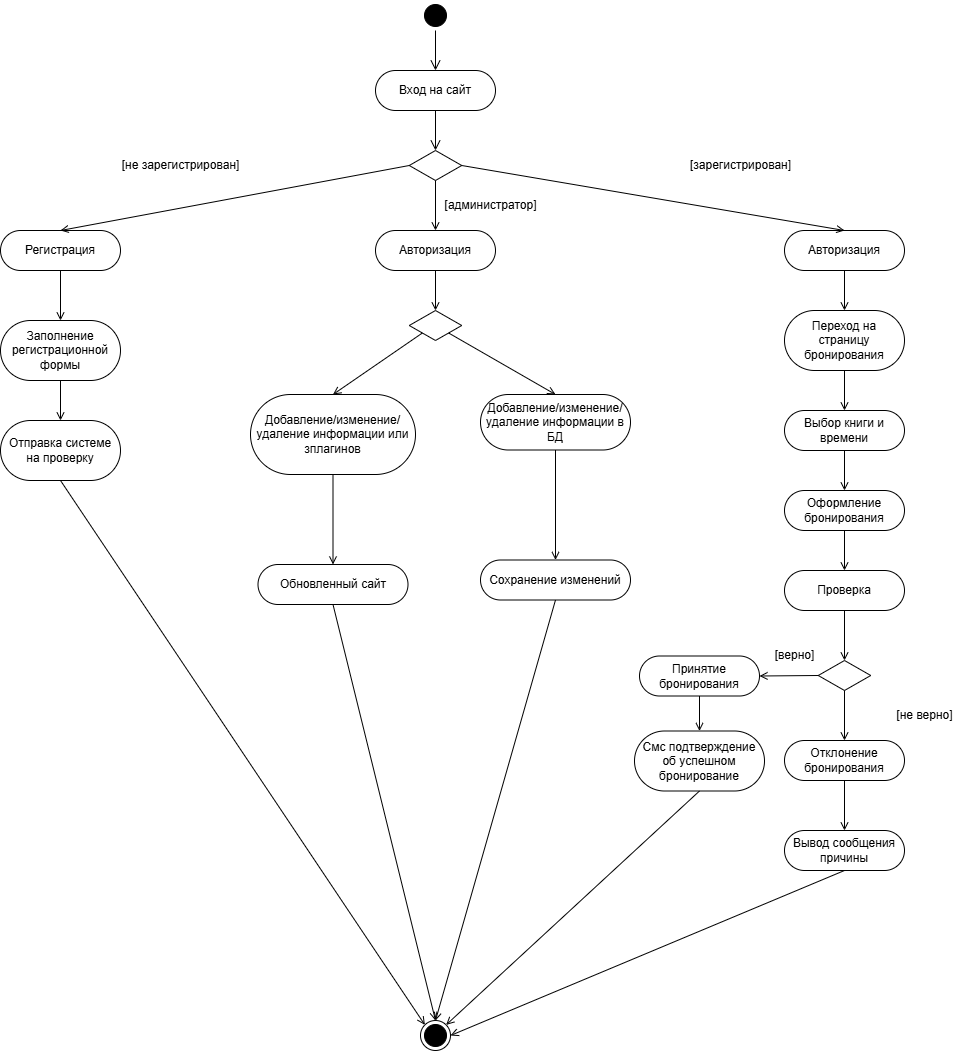 Вход на сайт
[не зарегистрирован]
[зарегистрирован]
[администратор]
Регистрация
Авторизация
Авторизация
Заполнение
регистрационной
формы
Переход на
страницу
бронирования
Добавление/изменение/
удаление информации или
зплагинов
Добавление/изменение/
удаление информации в
БД
Выбор книги и
времени
Отправка системе
на проверку
Оформление
бронирования
Обновленный сайт
Сохранение изменений
Проверка
[верно]
Принятие
бронирования
[не верно]
Смс подтверждение
об успешном
бронирование
Отклонение
бронирования
Вывод сообщения
причины